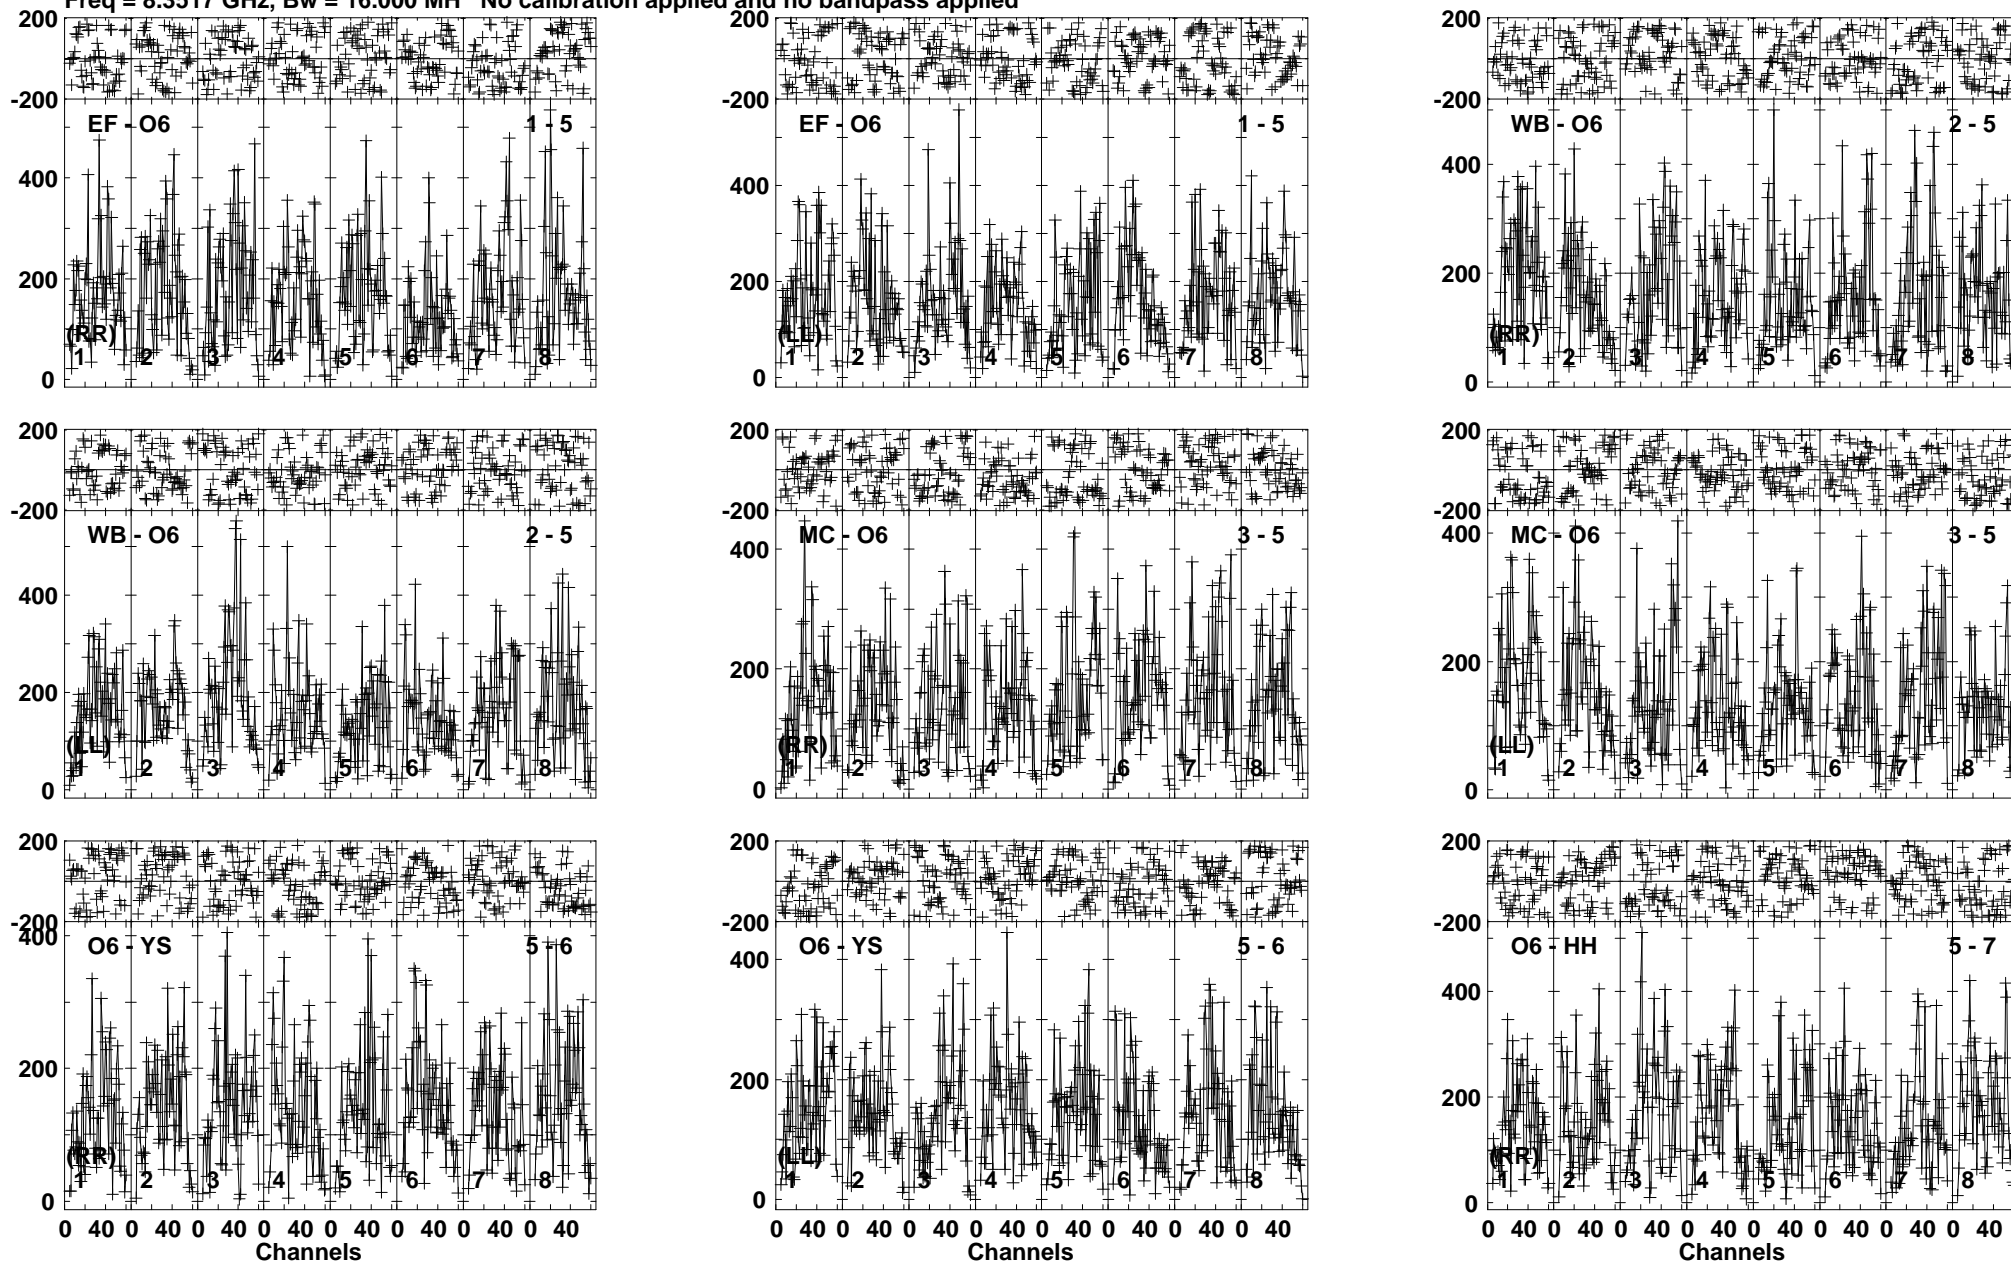 Freq = 8.3517 GHz, Bw = 16.000 MH No calibration applied and no bandpass applied
200 200 200
-200 -200 -200
EF - O6 1 - 5 EF - O6 1 - 5 WB - O6 2 - 5
400 400 400
200 200 200
(RR) (LL) (RR)
1 2 3 4 5 6 7 8 1 2 3 4 5 6 7 8 1 2 3 4 5 6 7 8
0 0 0
200 200 200
-200 -200 -200
WB - O6 2 - 5 MC - O6 3 - 5 MC - O6 3 - 5
400 400 400
200 200 200
(LL) (RR) (LL)
1 2 3 4 5 6 7 8 1 2 3 4 5 6 7 8 1 2 3 4 5 6 7 8
0 0 0
200 200 200
-200 -200 -200
400
O6 - YS 5 - 6 O6 - YS 5 - 6 O6 - HH 5 - 7
400 400
200 200 200
(RR) (LL) (RR)
1 2 3 4 5 6 7 8 1 2 3 4 5 6 7 8 1 2 3 4 5 6 7 8
0 0 0
0 40 0 40 0 40 0 40 0 40 0 40 0 40 0 40 0 40 0 40 0 40 0 40 0 40 0 40 0 40 0 40 0 40 0 40 0 40 0 40 0 40 0 40 0 40 0 40
Channels Channels Channels